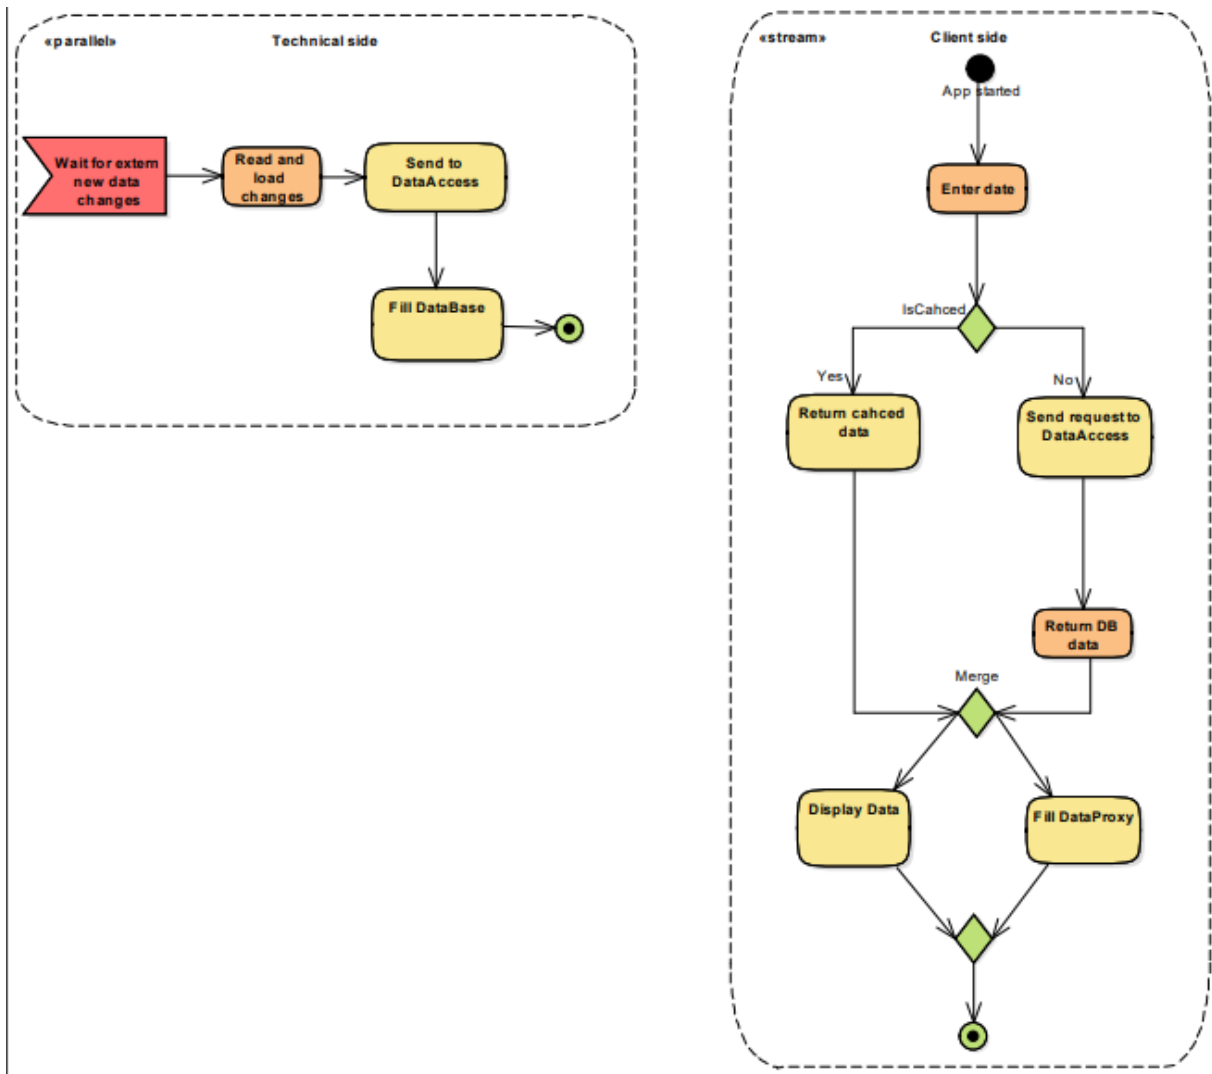 «parallel»
Technical side
Wait for extern
new data
changes
Read and
load
changes
Send to
DataAccess
Fill DataBase
«stream»
Client side
App started
Enter date
IsCahced
Yes
No
Return cahced
data
Send request to
DataAccess
Return DB
data
Merge
Display Data
Fill DataProxy